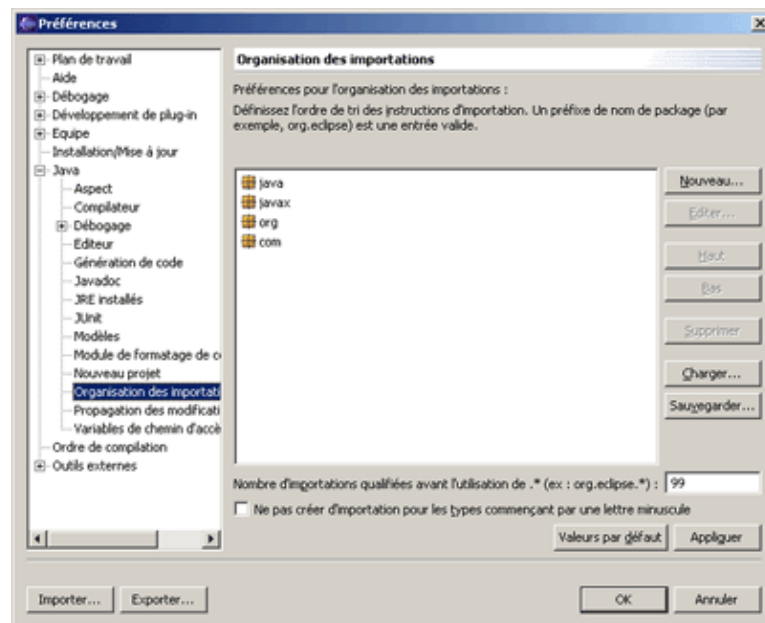 Préférences
Plan de travail
Aide
Débogage
Développement de plug-in
Equipe
Installation/Mise à jour
Java
Aspect
Compilateur
Débogage
Editeur
Génération de code
Javadoc
JRE installés
JUnit
Modèles
Module de formatage de co
Nouveau projet
Organisation des importati
Propagation des modificati
Variables de chemin d'accè
Ordre de compilation
Outils externes
Organisation des importations
Préférences pour l'organisation des importations :
Définissez l'ordre de tri des instructions d'importation. Un préfixe de nom de package (par
exemple, org.eclipse) est une entrée valide.
java
javax
org
com
Nouveau...
Editer...
Haut
Bas
Supprimer
Charger...
Sauvegarder...
Nombre d'importations qualifiées avant l'utilisation de .* (ex : org.eclipse.*) : 99
Ne pas créer d'importation pour les types commençant par une lettre minuscule
Valeurs par défaut Appliquer
Importer... Exporter... OK Annuler